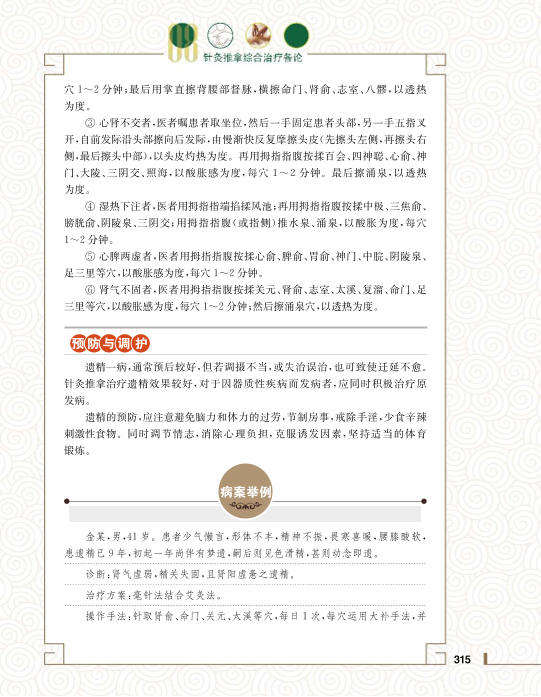 08
针灸推拿综合治疗备论
穴 1～2 分钟;最后用掌直擦背腰部督脉,横擦命门、肾俞、志室、八髎,以透热
为度。
③ 心肾不交者,医者嘱患者取坐位,然后一手固定患者头部,另一手五指叉
开,自前发际沿头部擦向后发际,由慢渐快反复摩擦头皮(先擦头左侧,再擦头右
侧,最后擦头中部),以头皮灼热为度。再用拇指指腹按揉百会、四神聪、心俞、神
门、大陵、三阴交、照海,以酸胀感为度,每穴 1～2 分钟。最后擦涌泉,以透热
为度。
④ 湿热下注者,医者用拇指指端掐揉风池;再用拇指指腹按揉中极、三焦俞、
膀胱俞、阴陵泉、三阴交;用拇指指腹(或指侧)推水泉、涌泉,以酸胀为度,每穴
1～2 分钟。
⑤ 心脾两虚者,医者用拇指指腹按揉心俞、脾俞、胃俞、神门、中脘、阴陵泉、
足三里等穴,以酸胀感为度,每穴 1～2 分钟。
⑥ 肾气不固者,医者用拇指指腹按揉关元、肾俞、志室、太溪、复溜、命门、足
三里等穴,以酸胀感为度,每穴 1～2 分钟;然后擦涌泉穴,以透热为度。
预防与调护
遗精一病,通常预后较好,但若调摄不当,或失治误治,也可致使迁延不愈。
针灸推拿治疗遗精效果较好,对于因器质性疾病而发病者,应同时积极治疗原
发病。
遗精的预防,应注意避免脑力和体力的过劳,节制房事,戒除手淫,少食辛辣
刺激性食物。同时调节情志,消除心理负担,克服诱发因素,坚持适当的体育
锻炼。
病案举例
金某,男,41 岁。患者少气懒言,形体不丰,精神不振,畏寒喜暖,腰膝酸软,
患遗精已 9 年,初起一年尚伴有梦遗,嗣后则见色滑精,甚则动念即遗。
诊断:肾气虚弱,精关失固,且肾阳虚惫之遗精。
治疗方案:毫针法结合艾灸法。
操作手法:针取肾俞、命门、关元、太溪等穴,每日 1 次,每穴运用大补手法,并
315